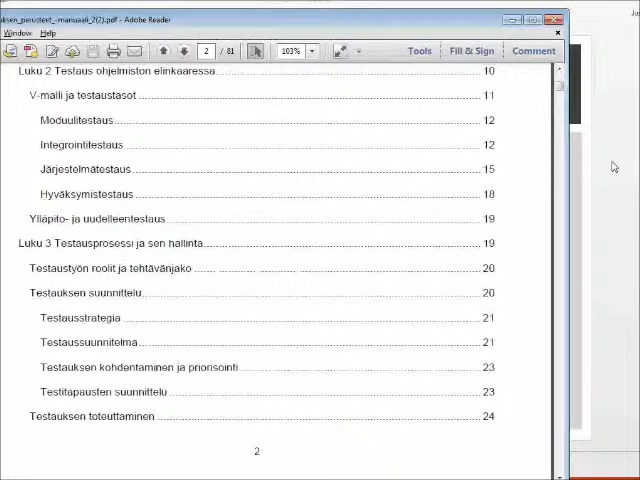 uksen_perusteet_-manuaali_2(2).pdf - Adobe Reader
Window Help
2 / 81 103% Tools Fill & Sign Comment
Luku 2 Testaus ohjelmiston elinkaaressa 10
V-malli ja testaustasot 11
Moduulitestaus 12
Integrointitestaus 12
Järjestelmätestaus 15
Hyväksymistestaus 18
Ylläpito- ja uudelleentestaus 19
Luku 3 Testausprosessi ja sen hallinta 19
Testaustyön roolit ja tehtävänjako 20
Testauksen suunnittelu 20
Testausstrategia 21
Testaussuunnitelma 21
Testauksen kohdentaminen ja priorisointi 23
Testitapausten suunnittelu 23
Testauksen toteuttaminen 24
2